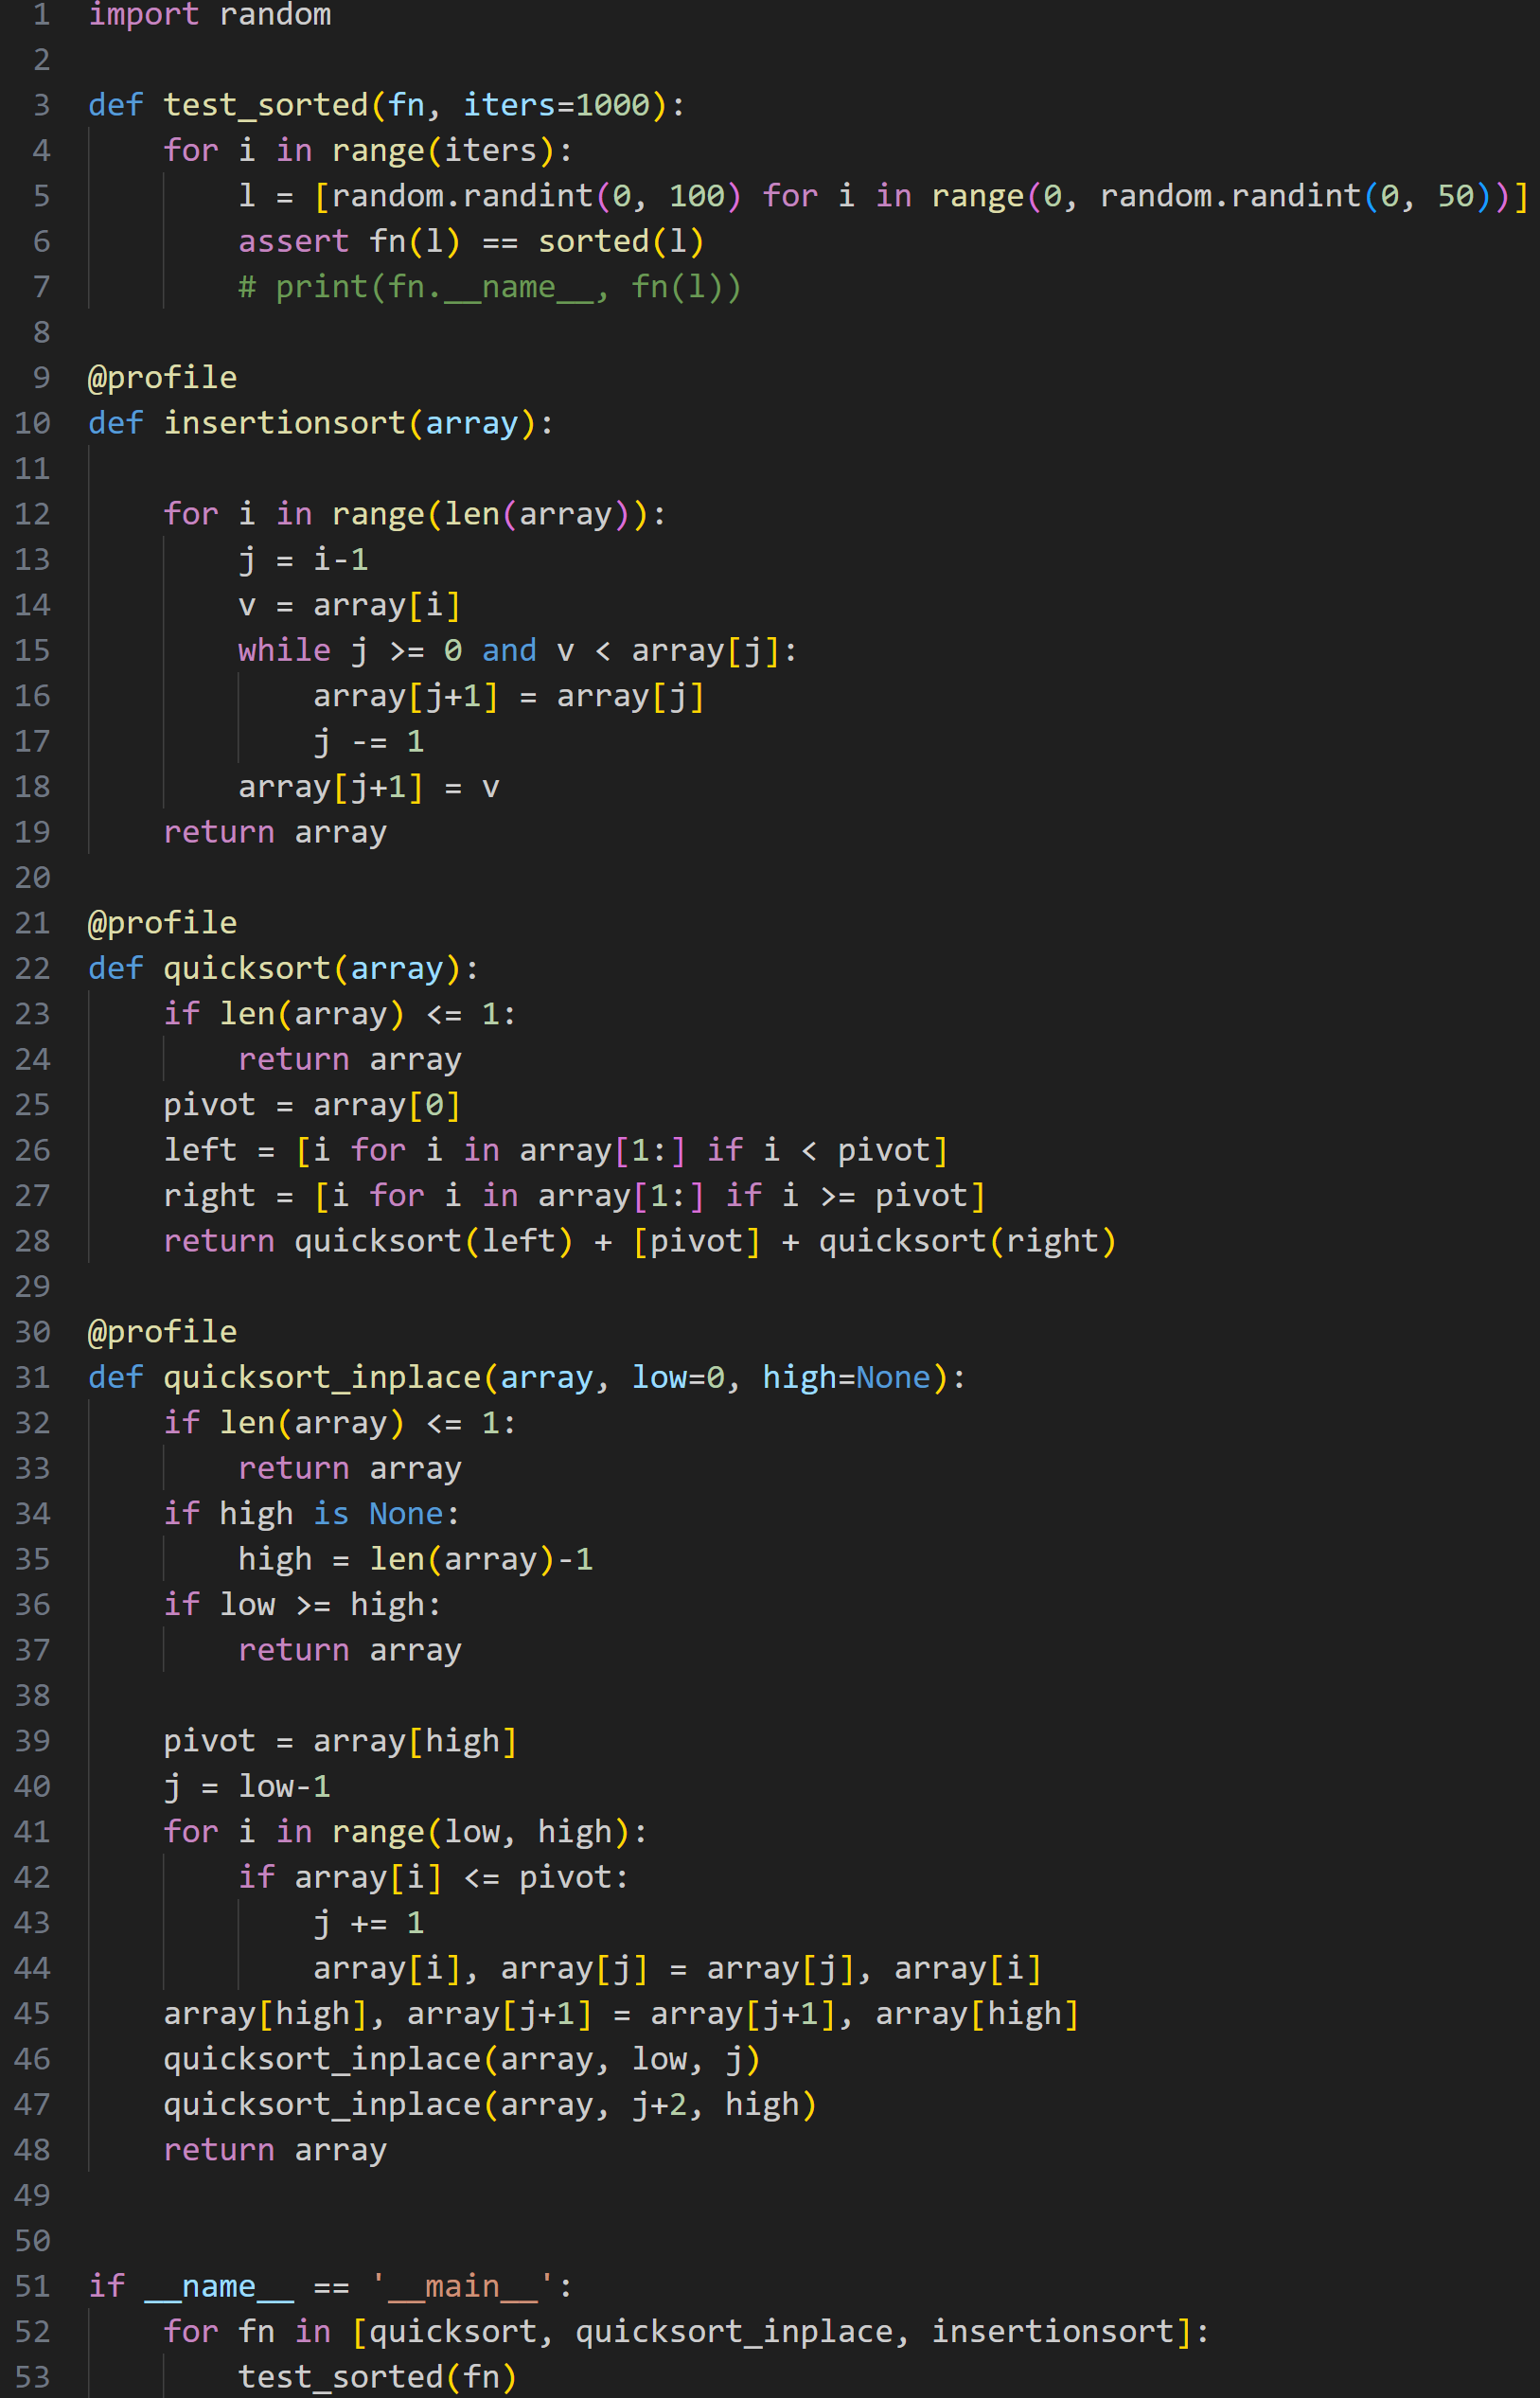 1 import random
2
3 def test_sorted(fn, iters=1000):
4     for i in range(iters):
5         l = [random.randint(0, 100) for i in range(0, random.randint(0, 50))]
6         assert fn(l) == sorted(l)
7         # print(fn.__name__, fn(l))
8
9 @profile
10 def insertionsort(array):
11
12     for i in range(len(array)):
13         j = i-1
14         v = array[i]
15         while j >= 0 and v < array[j]:
16             array[j+1] = array[j]
17             j -= 1
18         array[j+1] = v
19     return array
20
21 @profile
22 def quicksort(array):
23     if len(array) <= 1:
24         return array
25     pivot = array[0]
26     left = [i for i in array[1:] if i < pivot]
27     right = [i for i in array[1:] if i >= pivot]
28     return quicksort(left) + [pivot] + quicksort(right)
29
30 @profile
31 def quicksort_inplace(array, low=0, high=None):
32     if len(array) <= 1:
33         return array
34     if high is None:
35         high = len(array)-1
36     if low >= high:
37         return array
38
39     pivot = array[high]
40     j = low-1
41     for i in range(low, high):
42         if array[i] <= pivot:
43             j += 1
44             array[i], array[j] = array[j], array[i]
45     array[high], array[j+1] = array[j+1], array[high]
46     quicksort_inplace(array, low, j)
47     quicksort_inplace(array, j+2, high)
48     return array
49
50
51 if __name__ == '__main__':
52     for fn in [quicksort, quicksort_inplace, insertionsort]:
53         test_sorted(fn)